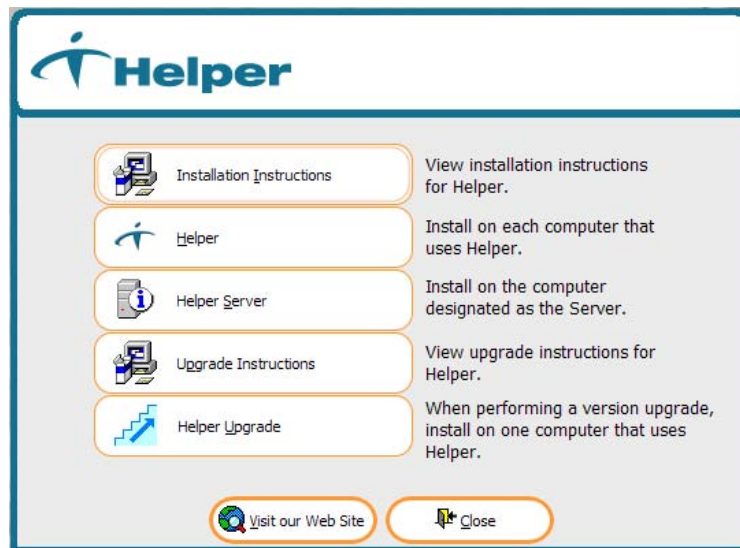 Helper
Installation Instructions
View installation instructions
for Helper.
Helper
Install on each computer that
uses Helper.
Helper Server
Install on the computer
designated as the Server.
Upgrade Instructions
View upgrade instructions for
Helper.
Helper Upgrade
When performing a version upgrade,
install on one computer that uses
Helper.
Visit our Web Site
Close